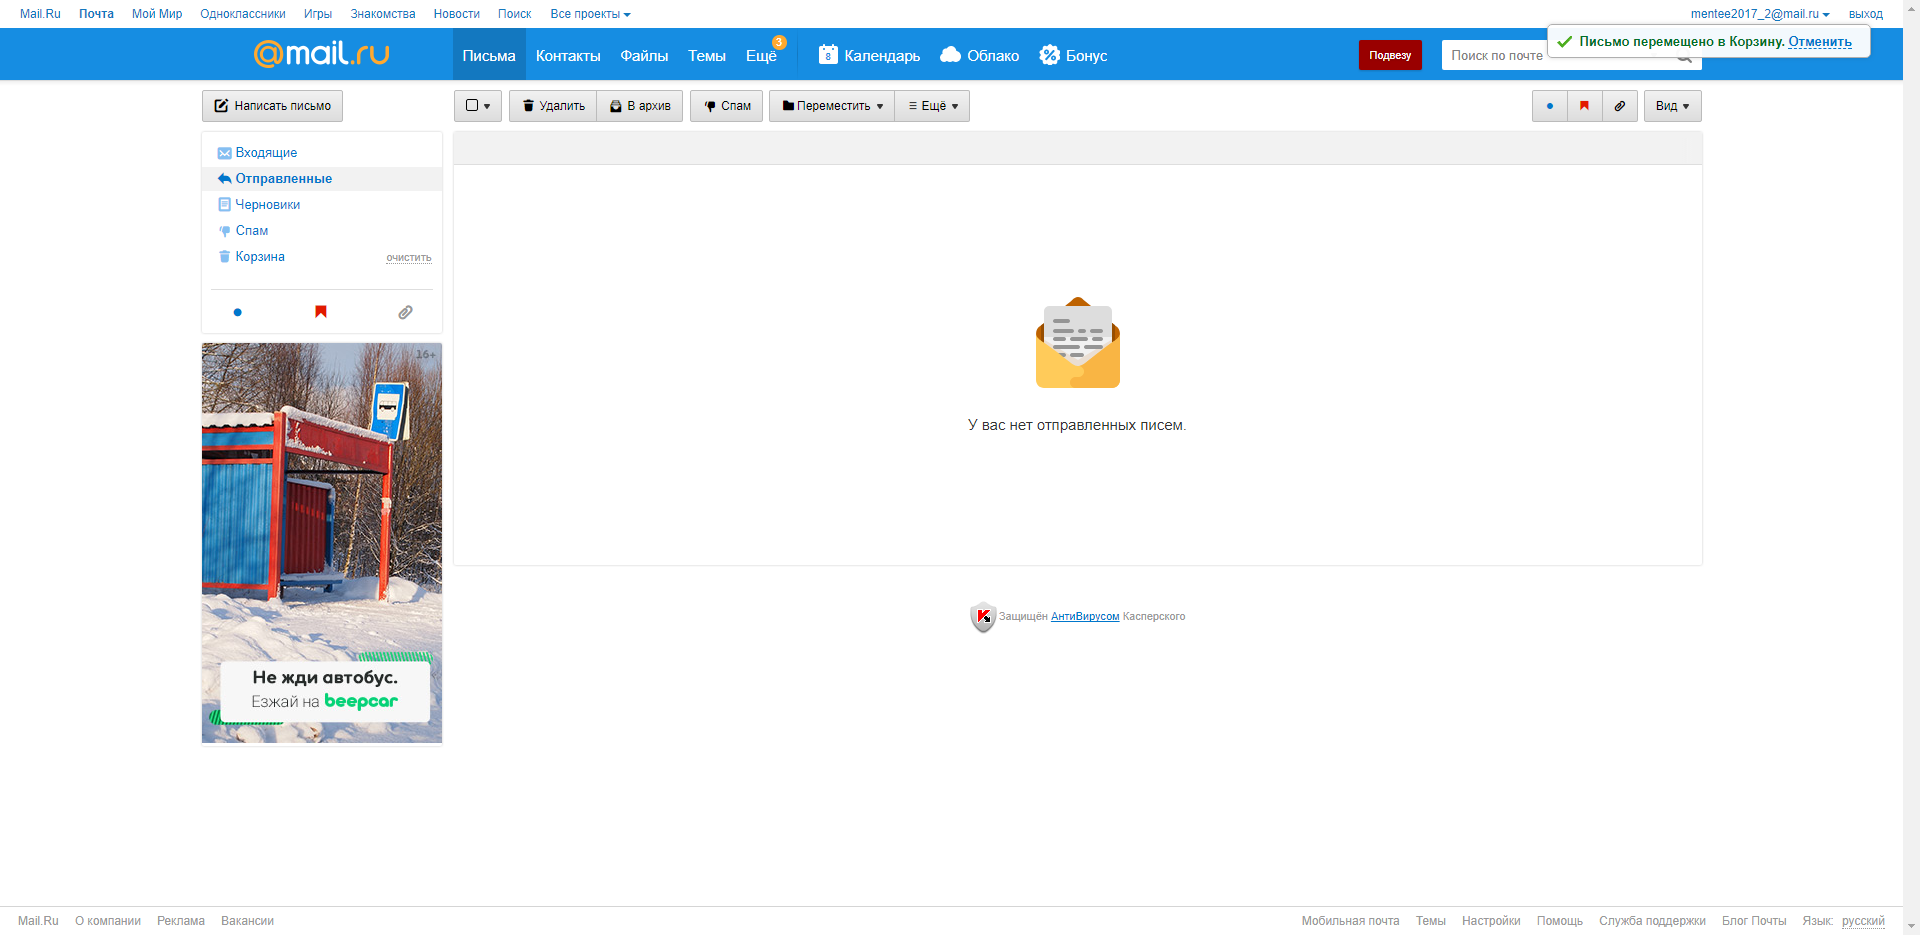 Mail.Ru Почта Мой Мир Одноклассники Игры Знакомства Новости Поиск Все проекты mentee2017_2@mail.ru выход
Письмо перемещено в Корзину. Отменить
@mail.ru Письма Контакты Файлы Темы Ещё 3 8 Календарь Облако Бонус Подвезу Поиск по почте
Написать письмо Удалить В архив Спам Переместить Ещё Вид
Входящие
Отправленные
Черновики
Спам
Корзина очистить
16+
У вас нет отправленных писем.
Защищён АнтиВирусом Касперского
Не жди автобус.
Езжай на beepcar
Mail.Ru О компании Реклама Вакансии Мобильная почта Темы Настройки Помощь Служба поддержки Блог Почты Язык: русский